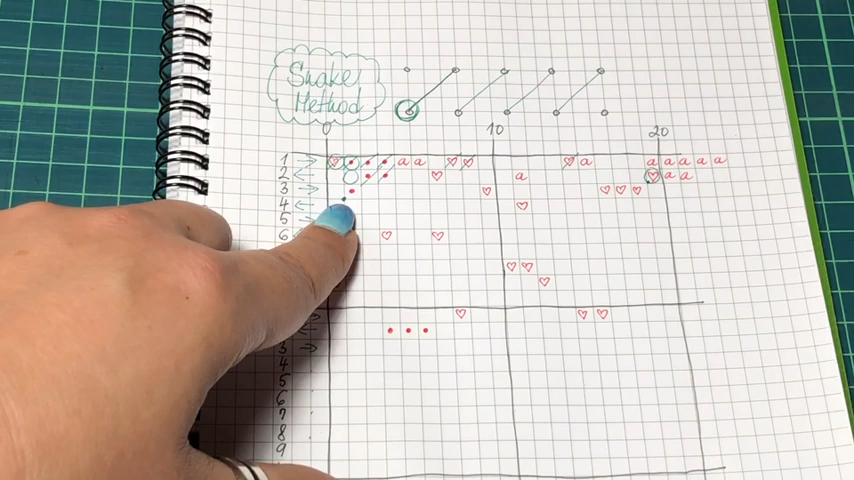 Snake
Method
0 10 20
1 → a a a a a a a a
2 ← a a a
3 →
4 ←
5 →
6 a
3 →
4
5
6
7
8
9